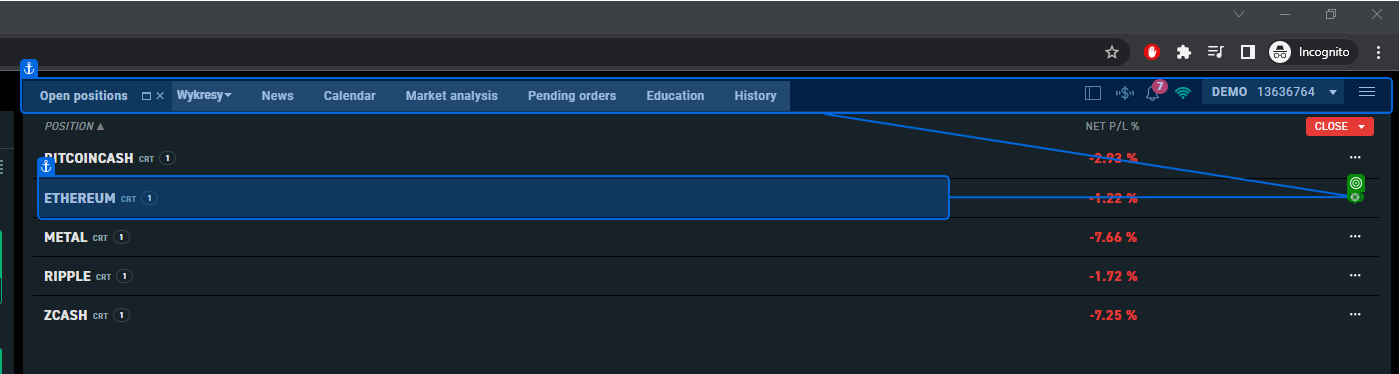 Incognito
Open positions Wykresy News Calendar Market analysis Pending orders Education History 7 DEMO 13636764
POSITION NET P/L % CLOSE
BITCOINCASH CRT 1 -2.93 %
ETHEREUM CRT 1 -1.22 %
METAL CRT 1 -7.66 %
RIPPLE CRT 1 -1.72 %
ZCASH CRT 1 -7.25 %